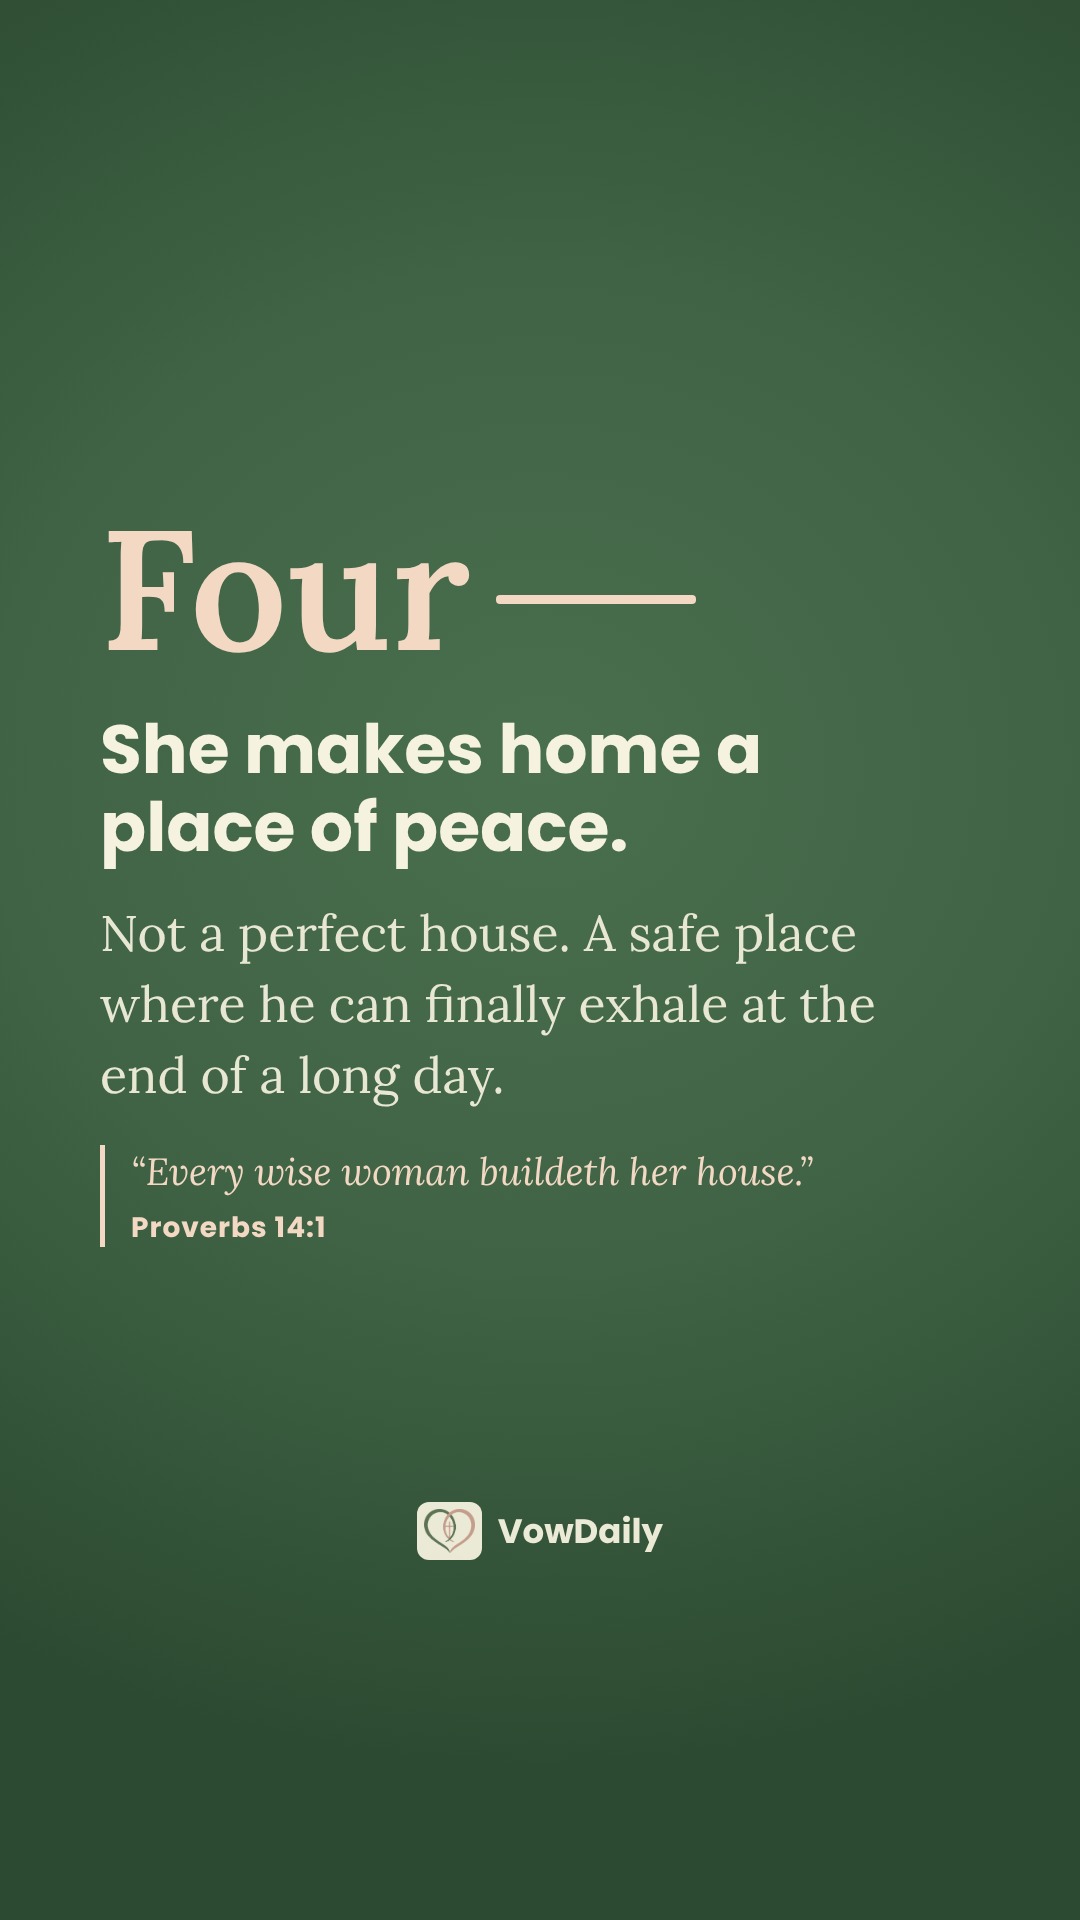 Four —
She makes home a
place of peace.
Not a perfect house. A safe place
where he can finally exhale at the
end of a long day.
“Every wise woman buildeth her house.”
Proverbs 14:1
VowDaily